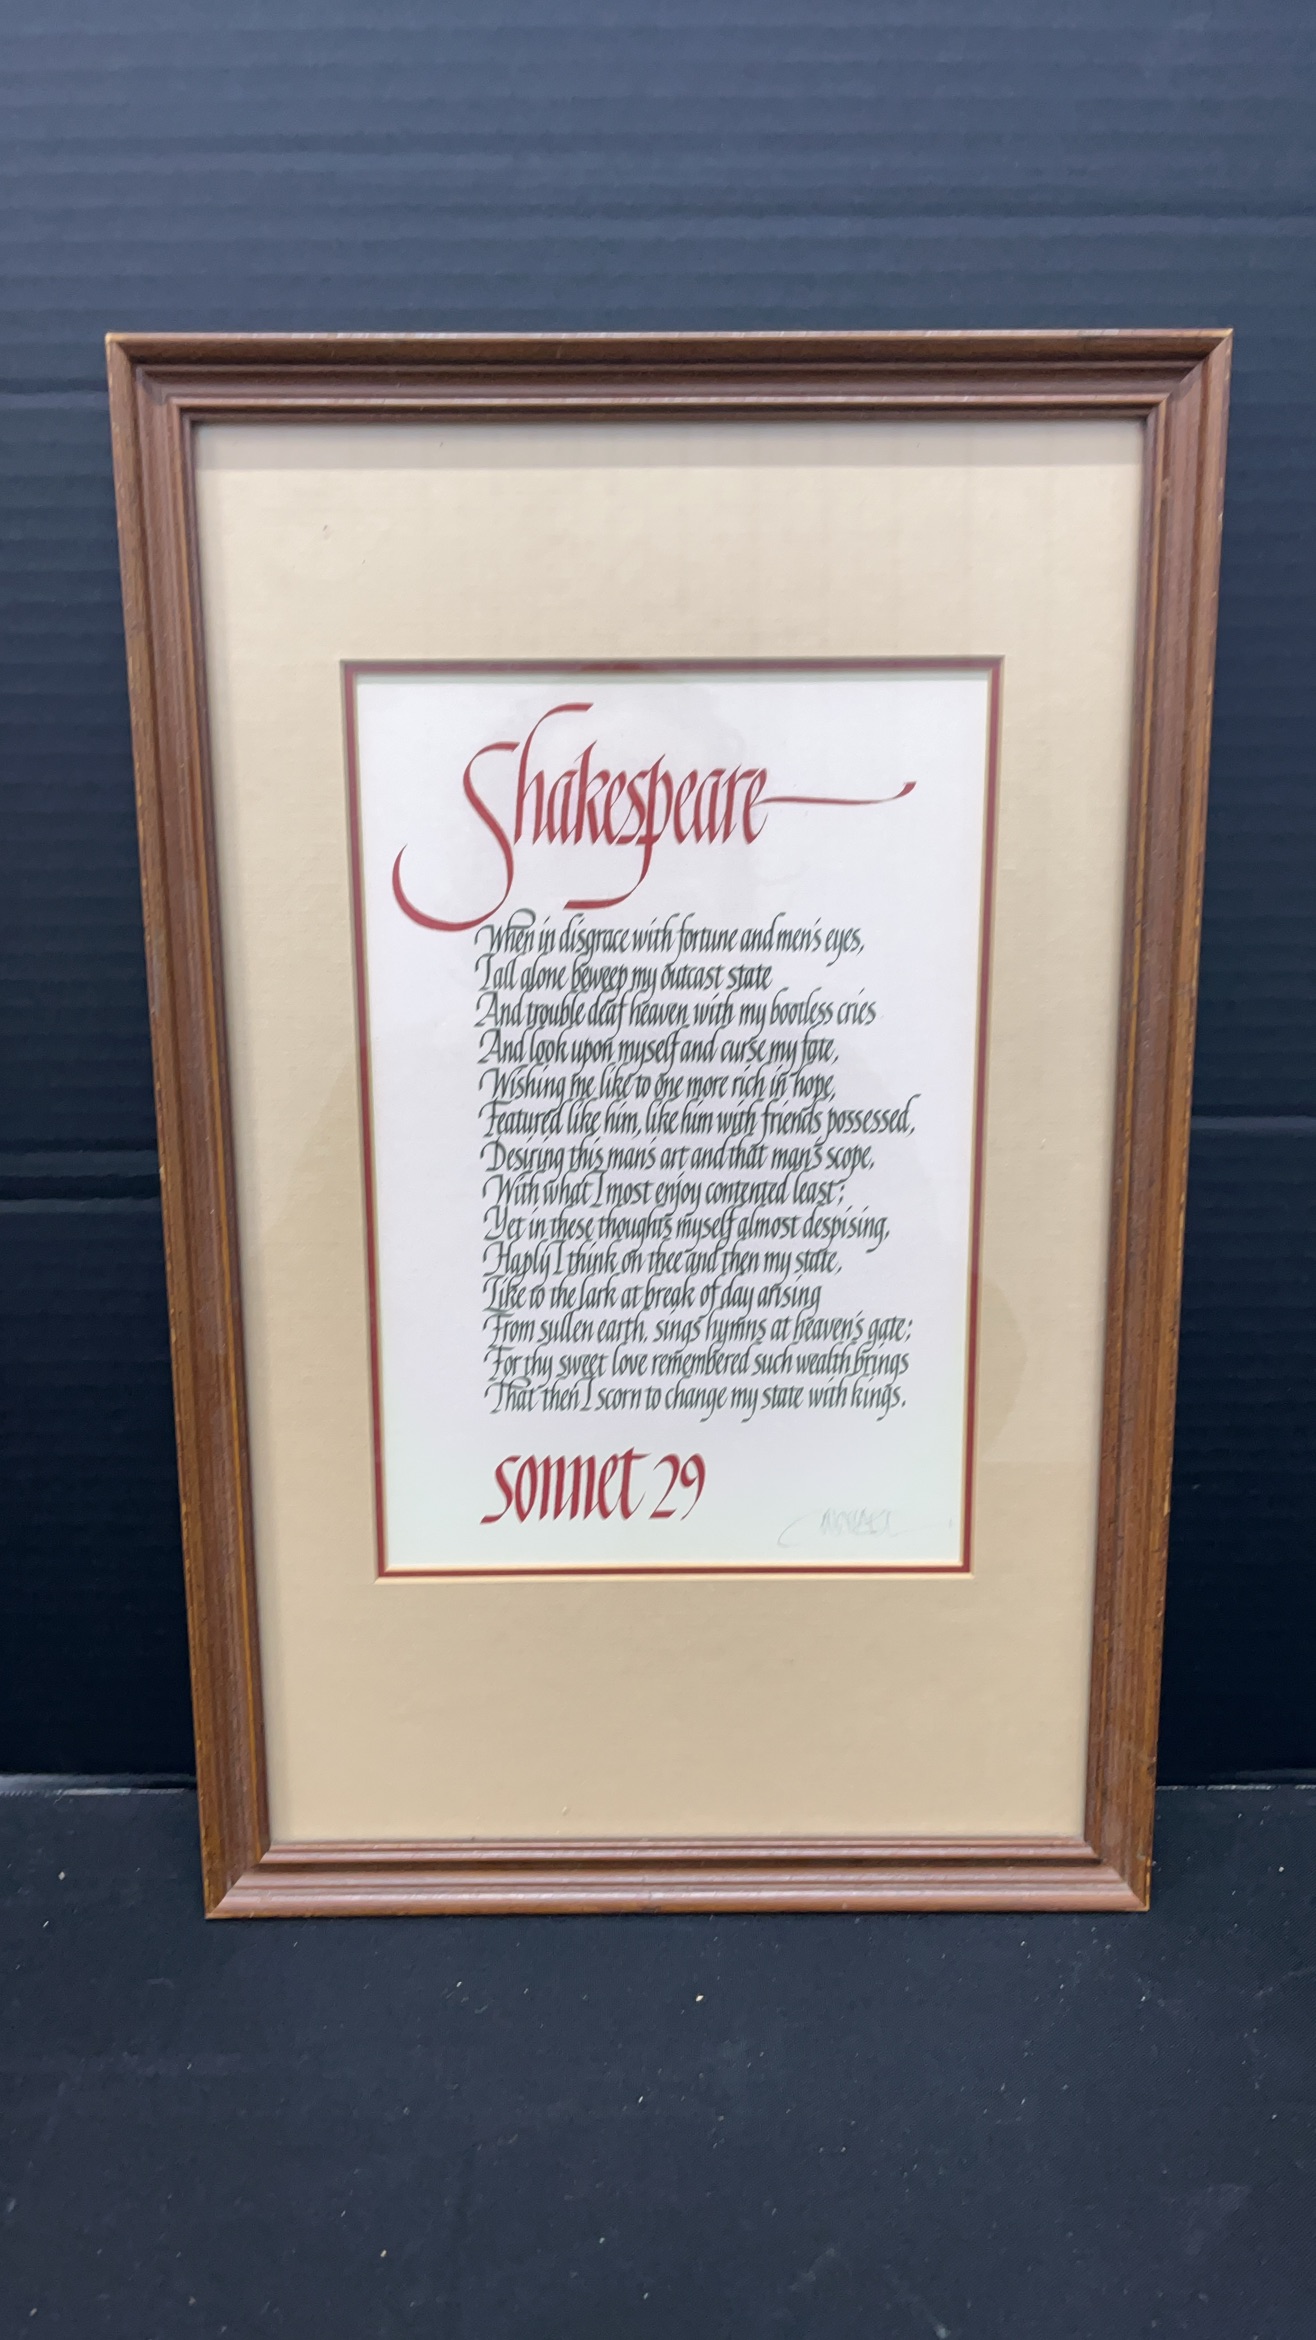 Shakespeare
When in disgrace with fortune and men's eyes,
I all alone beweep my outcast state
And trouble deaf heaven with my bootless cries
And look upon myself and curse my fate,
Wishing me like to one more rich in hope,
Featured like him, like him with friends possessed,
Desiring this man's art and that man's scope,
With what I most enjoy contented least;
Yet in these thoughts myself almost despising,
Haply I think on thee and then my state,
Like to the lark at break of day arising
From sullen earth, sings hymns at heaven's gate;
For thy sweet love remembered such wealth brings
That then I scorn to change my state with kings.
sonnet 29